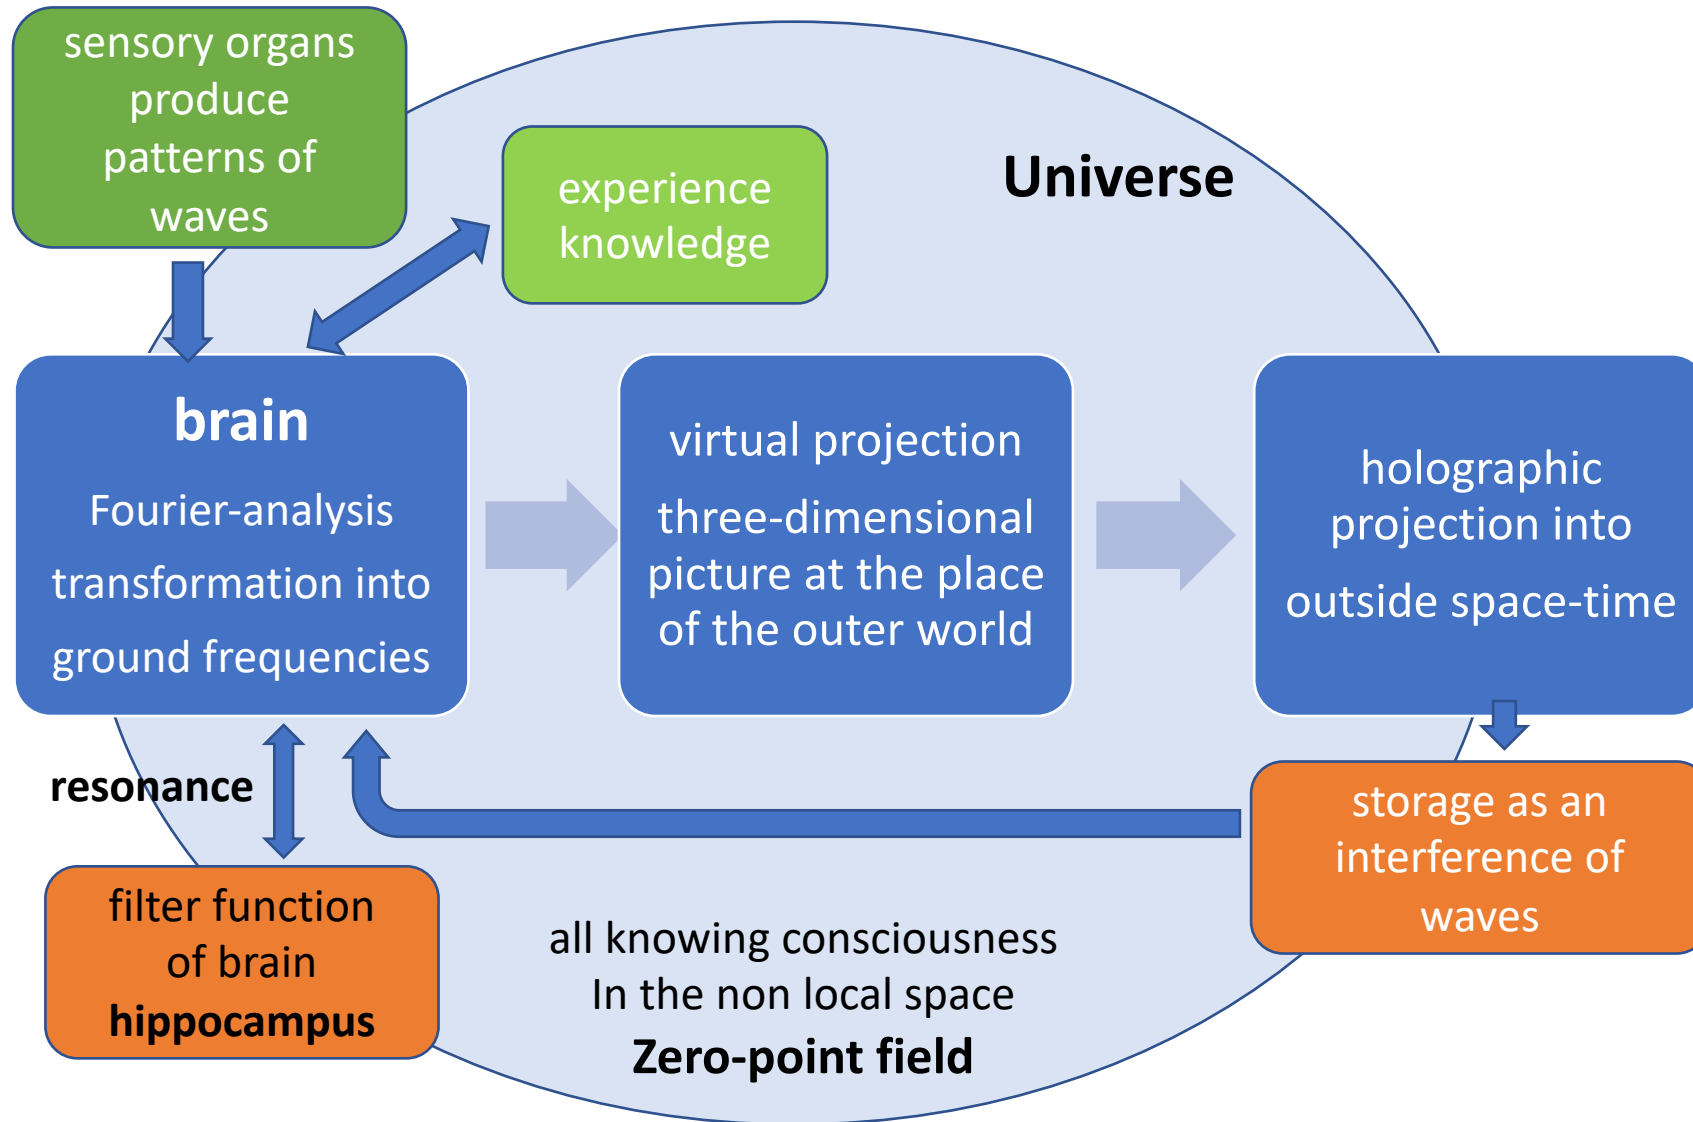 sensory organs
produce
patterns of
waves
experience
knowledge
Universe
brain
Fourier-analysis
transformation into
ground frequencies
virtual projection
three-dimensional
picture at the place
of the outer world
holographic
projection into
outside space-time
resonance
filter function
of brain
hippocampus
storage as an
interference of
waves
all knowing consciousness
In the non local space
Zero-point field